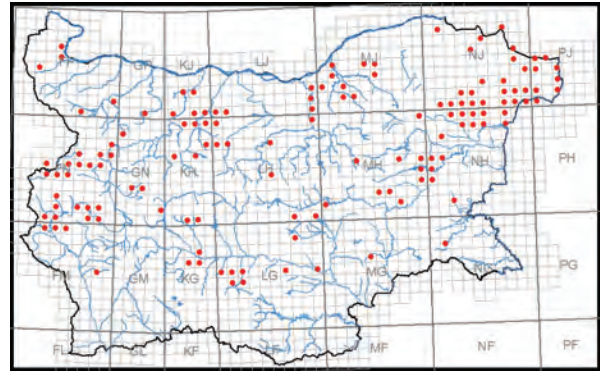 KJ LJ MJ NJ PJ
GN KH MH NH PH
GM KG LG MG PG
FL GL KF MF NF PF